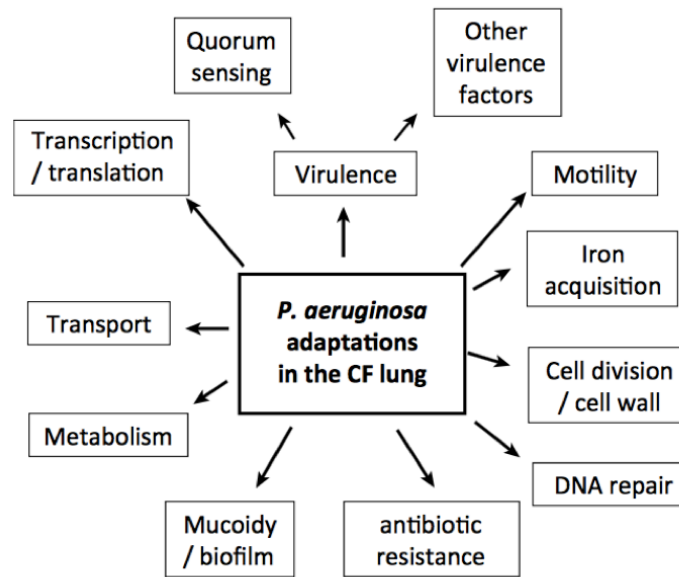 Quorum
sensing
Other
virulence
factors
Transcription
/ translation
Virulence
Motility
Iron
acquisition
P. aeruginosa
adaptations
in the CF lung
Transport
Cell division
/ cell wall
Metabolism
DNA repair
Mucoidy
/ biofilm
antibiotic
resistance